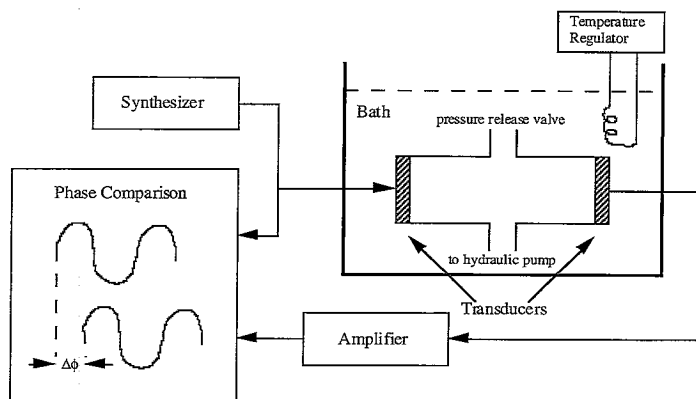 Temperature
Regulator
Synthesizer
Bath
pressure release valve
Phase Comparison
to hydraulic pump
Transducers
Amplifier
Δϕ